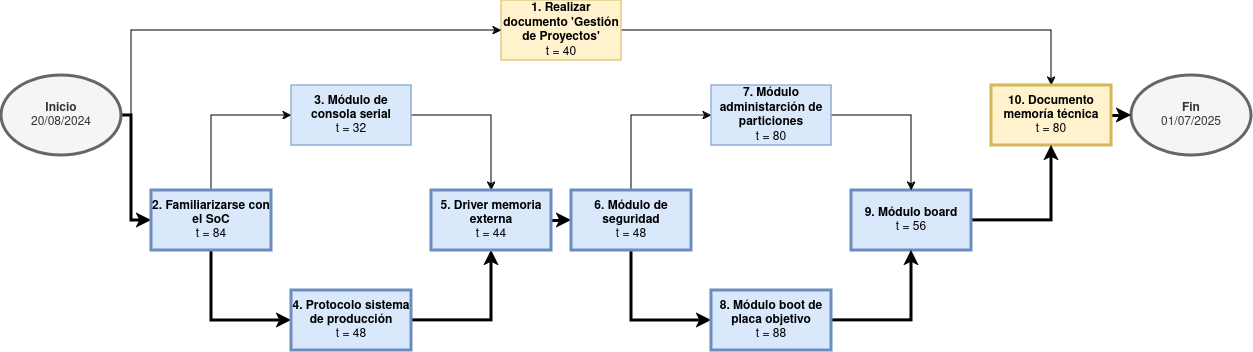 1. Realizar
documento 'Gestión
de Proyectos'
t = 40
Inicio
20/08/2024
3. Módulo de
consola serial
t = 32
7. Módulo
administarción de
particiones
t = 80
10. Documento
memoría técnica
t = 80
Fin
01/07/2025
2. Familiarizarse con
el SoC
t = 84
5. Driver memoria
externa
t = 44
6. Módulo de
seguridad
t = 48
9. Módulo board
t = 56
4. Protocolo sistema
de producción
t = 48
8. Módulo boot de
placa objetivo
t = 88